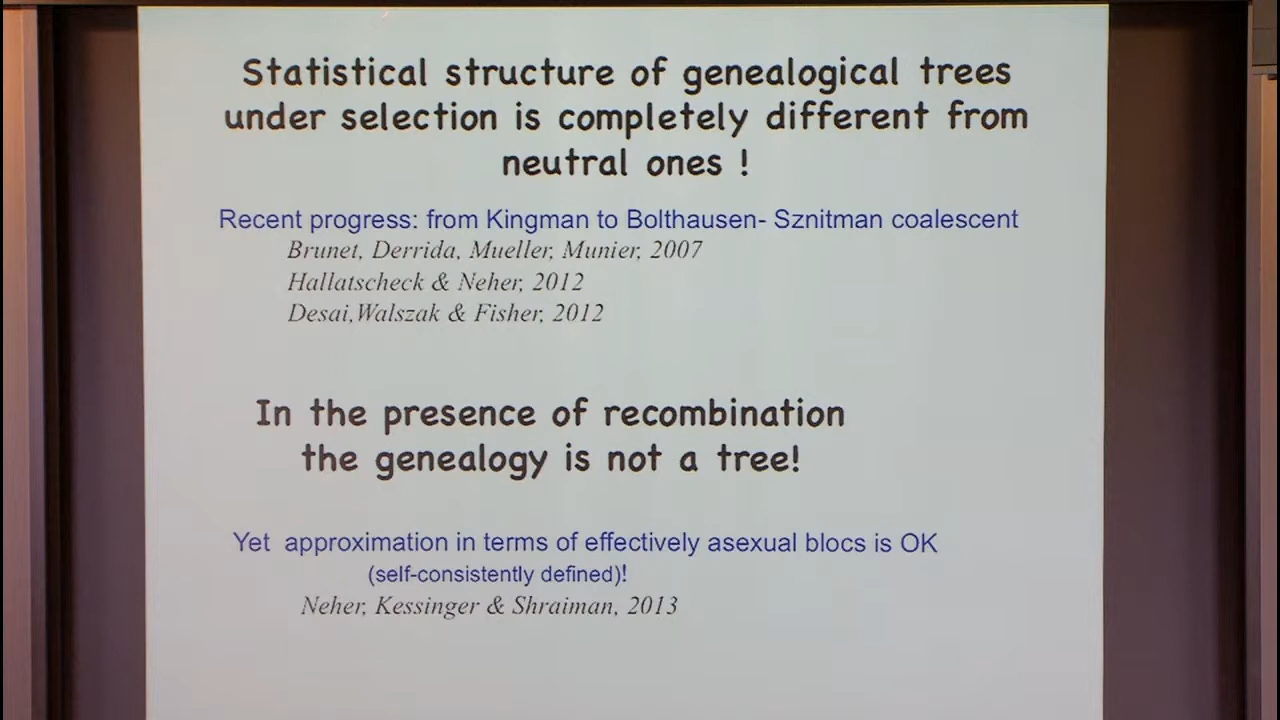 Statistical structure of genealogical trees
under selection is completely different from
neutral ones !
Recent progress: from Kingman to Bolthausen- Sznitman coalescent
Brunet, Derrida, Mueller, Munier, 2007
Hallatscheck & Neher, 2012
Desai,Walszak & Fisher, 2012
In the presence of recombination
the genealogy is not a tree!
Yet approximation in terms of effectively asexual blocs is OK
(self-consistently defined)!
Neher, Kessinger & Shraiman, 2013